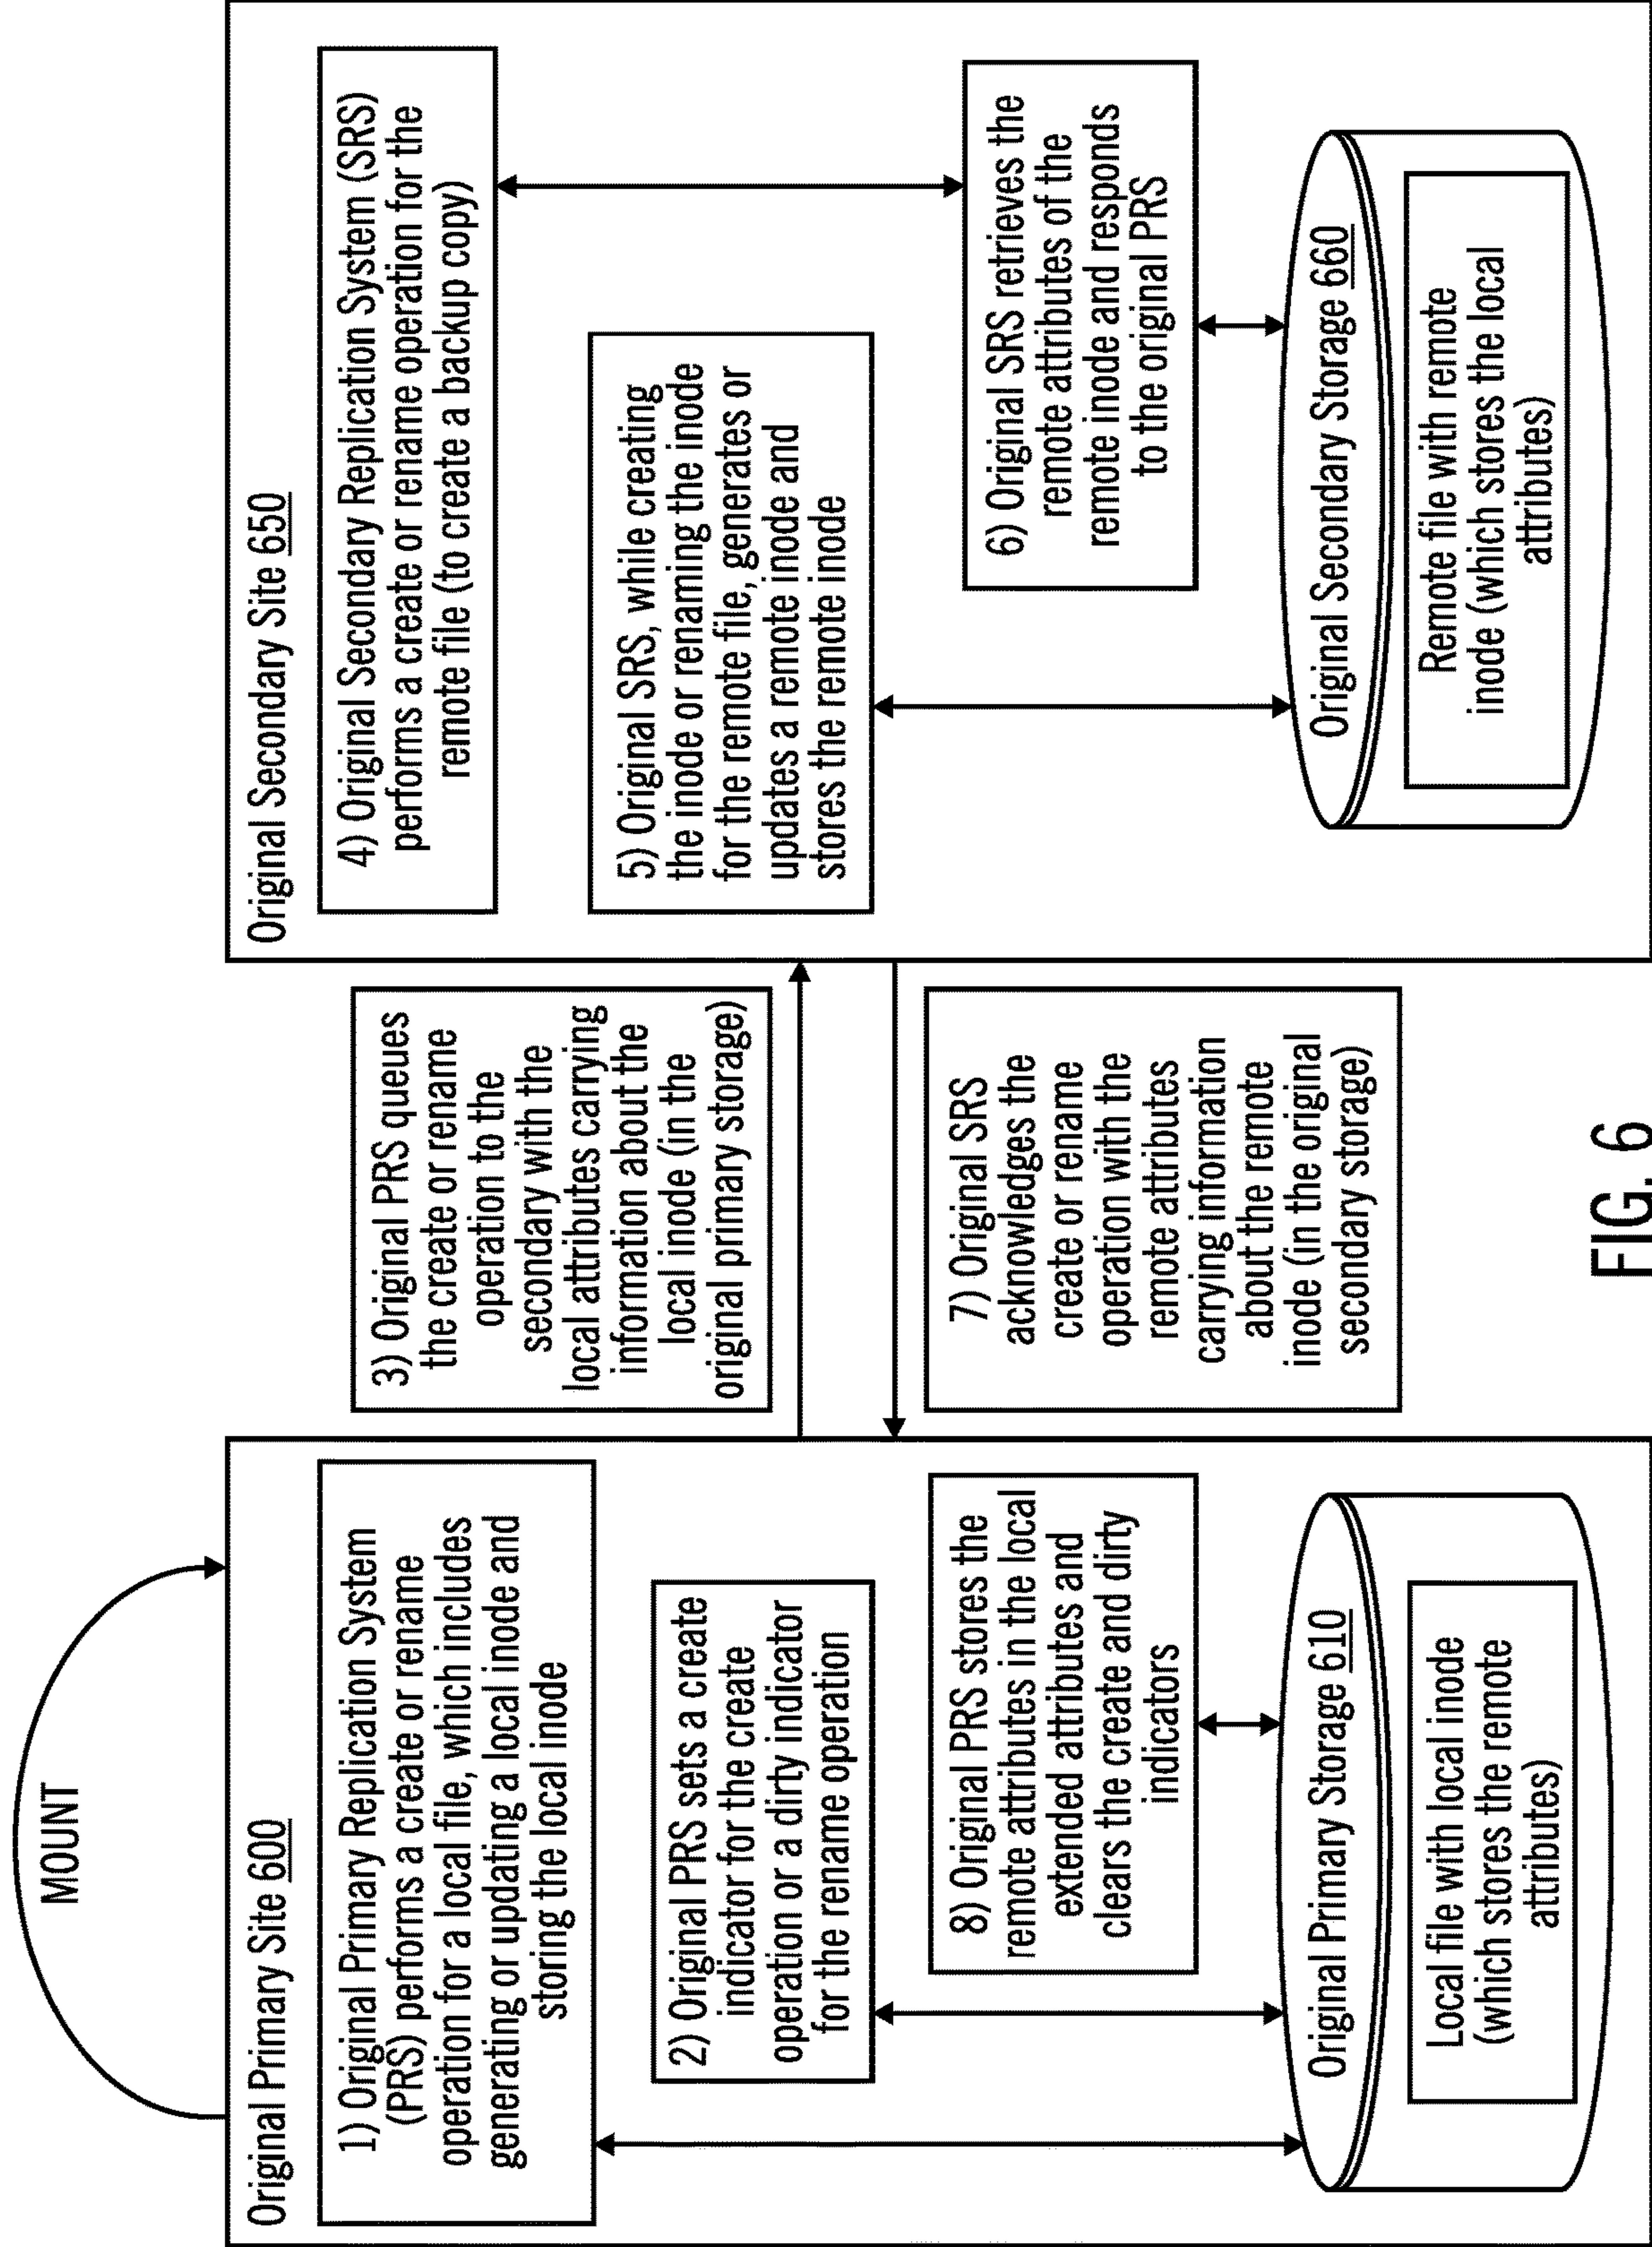 MOUNT
Original Primary Site 600
1) Original Primary Replication System
(PRS) performs a create or rename
operation for a local file, which includes
generating or updating a local inode and
storing the local inode
2) Original PRS sets a create
indicator for the create
operation or a dirty indicator
for the rename operation
8) Original PRS stores the
remote attributes in the local
extended attributes and
clears the create and dirty
indicators
Original Primary Storage 610
Local file with local inode
(which stores the remote
attributes)
3) Original PRS queues
the create or rename
operation to the
secondary with the
local attributes carrying
information about the
local inode (in the
original primary storage)
7) Original SRS
acknowledges the
create or rename
operation with the
remote attributes
carrying information
about the remote
inode (in the original
secondary storage)
Original Secondary Site 650
4) Original Secondary Replication System (SRS)
performs a create or rename operation for the
remote file (to create a backup copy)
5) Original SRS, while creating
the inode or renaming the inode
for the remote file, generates or
updates a remote inode and
stores the remote inode
6) Original SRS retrieves the
remote attributes of the
remote inode and responds
to the original PRS
Original Secondary Storage 660
Remote file with remote
inode (which stores the local
attributes)
FIG. 6